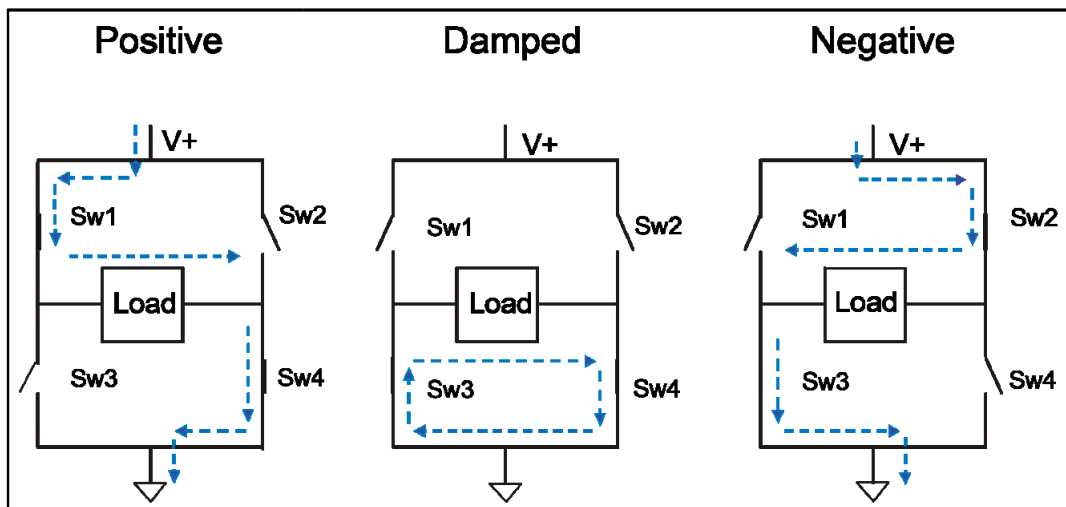 Positive
Damped
Negative
V+
V+
V+
Sw1
Sw2
Sw1
Sw2
Sw1
Sw2
Load
Load
Load
Sw3
Sw4
Sw3
Sw4
Sw3
Sw4